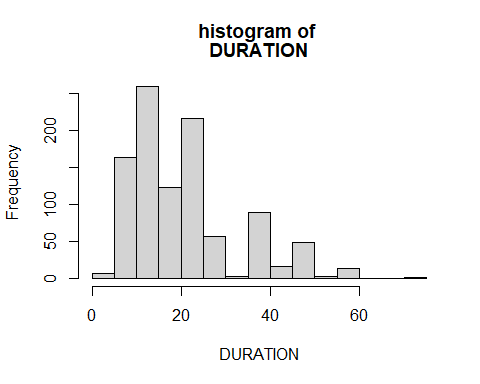 histogram of
DURATION
Frequency
0
50
100
200
0
20
40
60
DURATION